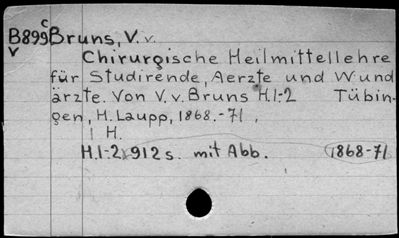 B899c Bruns, V. v.
V
Chirurgische Heilmittellehre
für Studirende, Aerzte und Wund
ärzte. Von V. v. Bruns H.1-2 Tübin-
gen, H. Laupp, 1868.-71.
1 H.
H.1-2) 912 s. mit Abb. (1868-71